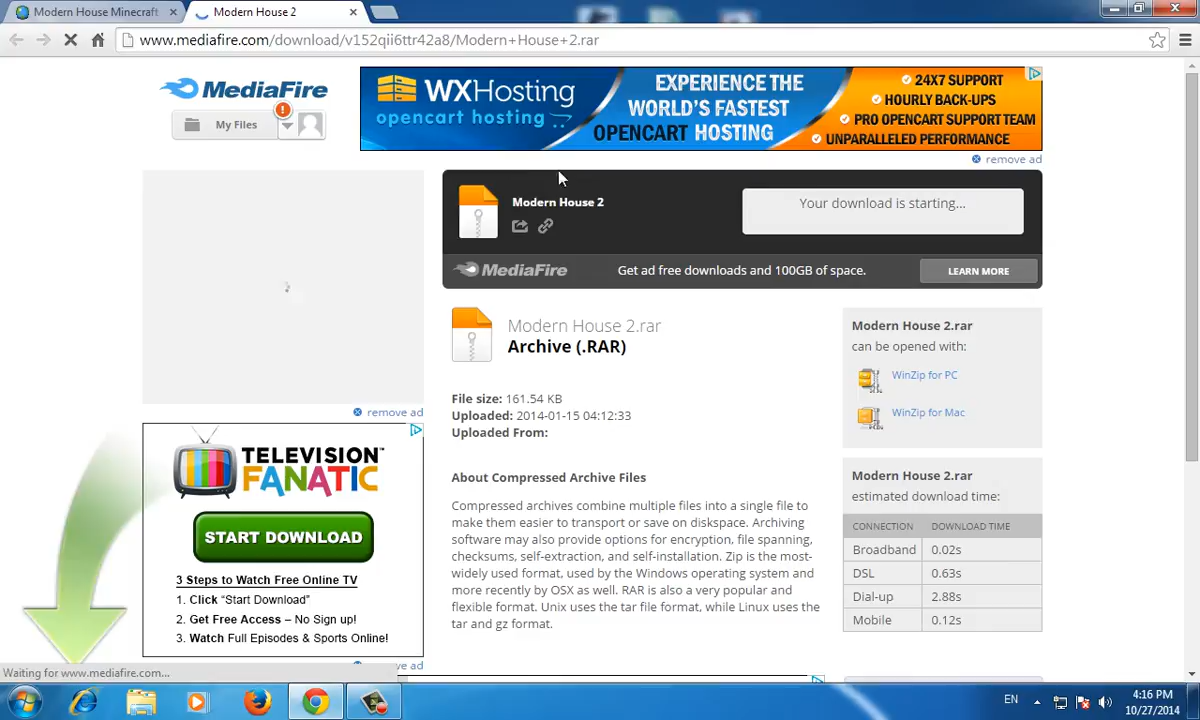 Modern House Minecraft
Modern House 2
www.mediafire.com/download/v152qii6ttr42a8/Modern+House+2.rar
MediaFire
My Files
!
WXHosting
opencart hosting
EXPERIENCE THE
WORLD'S FASTEST
OPENCART HOSTING
24X7 SUPPORT
HOURLY BACK-UPS
PRO OPENCART SUPPORT TEAM
UNPARALLELED PERFORMANCE
remove ad
Modern House 2
Your download is starting...
MediaFire
Get ad free downloads and 100GB of space.
LEARN MORE
Modern House 2.rar
Archive (.RAR)
File size: 161.54 KB
Uploaded: 2014-01-15 04:12:33
Uploaded From:
About Compressed Archive Files
Compressed archives combine multiple files into a single file to
make them easier to transport or save on diskspace. Archiving
software may also provide options for encryption, file spanning,
checksums, self-extraction, and self-installation. Zip is the most-
widely used format, used by the Windows operating system and
more recently by OSX as well. RAR is also a very popular and
flexible format. Unix uses the tar file format, while Linux uses the
tar and gz format.
Modern House 2.rar
can be opened with:
WinZip for PC
WinZip for Mac
Modern House 2.rar
estimated download time:
CONNECTION DOWNLOAD TIME
Broadband 0.02s
DSL 0.63s
Dial-up 2.88s
Mobile 0.12s
remove ad
TELEVISION
FANATIC™
START DOWNLOAD
3 Steps to Watch Free Online TV
1. Click "Start Download"
2. Get Free Access – No Sign up!
3. Watch Full Episodes & Sports Online!
ve ad
Waiting for www.mediafire.com...
EN
4:16 PM
10/27/2014